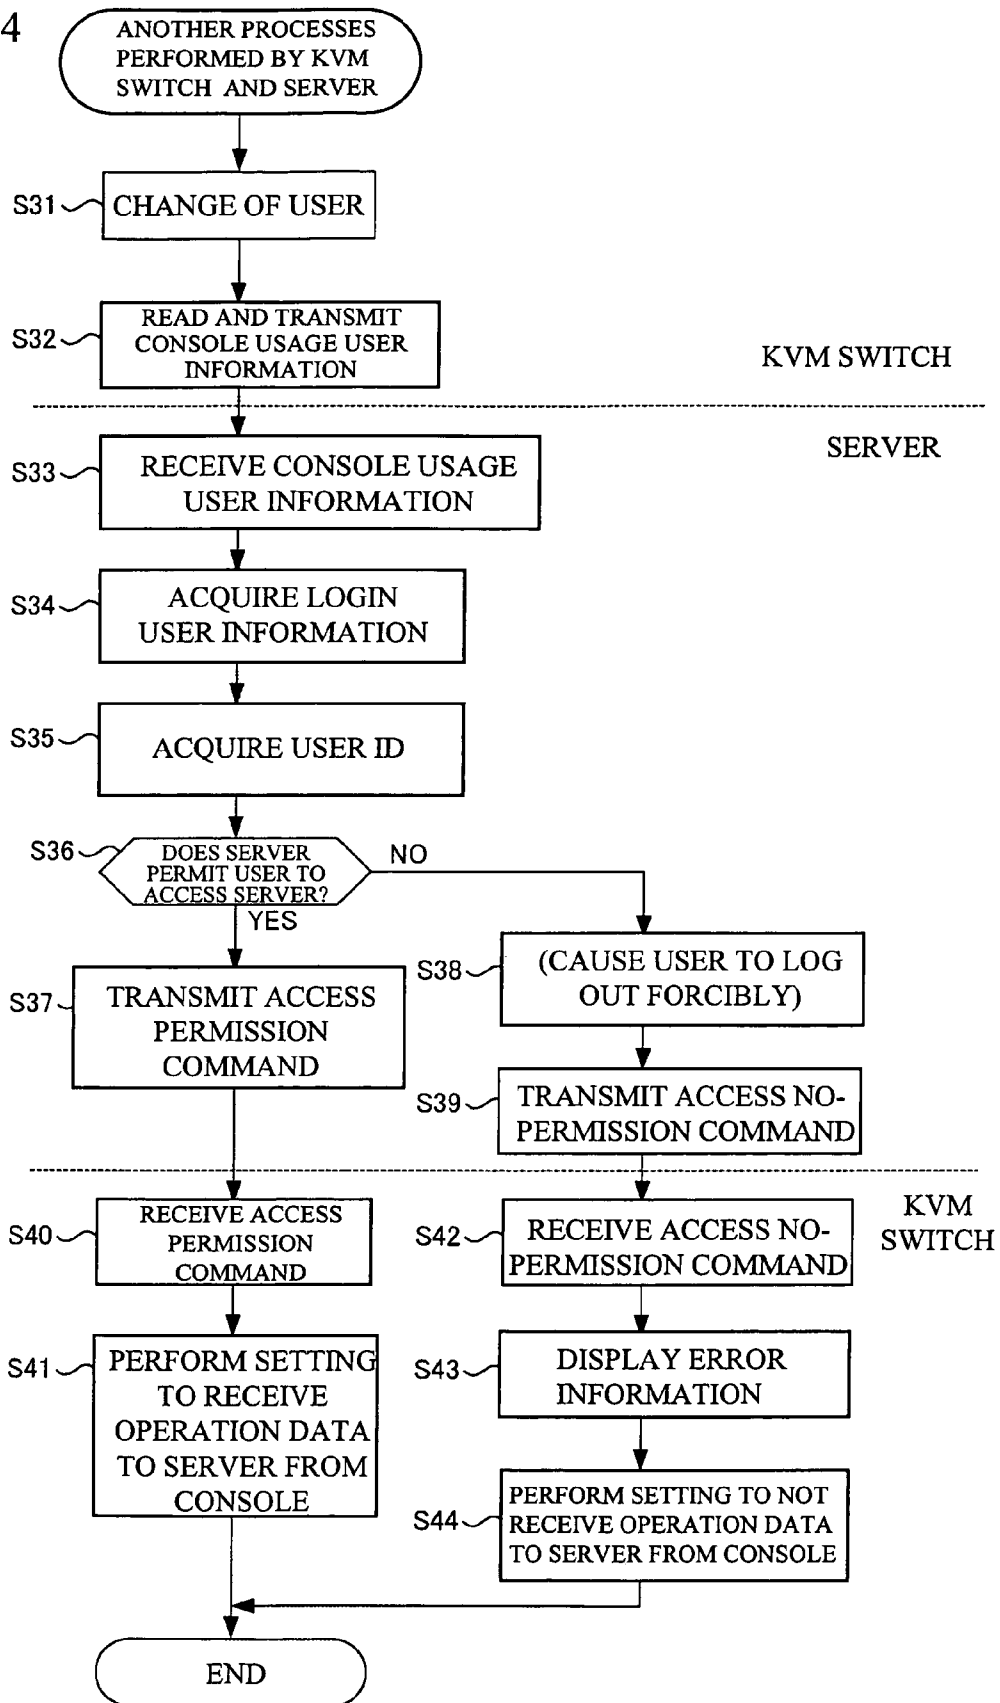 4
ANOTHER PROCESSES
PERFORMED BY KVM
SWITCH AND SERVER
S31
CHANGE OF USER
S32
READ AND TRANSMIT
CONSOLE USAGE USER
INFORMATION
KVM SWITCH
SERVER
S33
RECEIVE CONSOLE USAGE
USER INFORMATION
S34
ACQUIRE LOGIN
USER INFORMATION
S35
ACQUIRE USER ID
S36
DOES SERVER
PERMIT USER TO
ACCESS SERVER?
NO
YES
S37
TRANSMIT ACCESS
PERMISSION
COMMAND
S38
(CAUSE USER TO LOG
OUT FORCIBLY)
S39
TRANSMIT ACCESS NO-
PERMISSION COMMAND
KVM
SWITCH
S40
RECEIVE ACCESS
PERMISSION
COMMAND
S42
RECEIVE ACCESS NO-
PERMISSION COMMAND
S41
PERFORM SETTING
TO RECEIVE
OPERATION DATA
TO SERVER FROM
CONSOLE
S43
DISPLAY ERROR
INFORMATION
S44
PERFORM SETTING TO NOT
RECEIVE OPERATION DATA
TO SERVER FROM CONSOLE
END